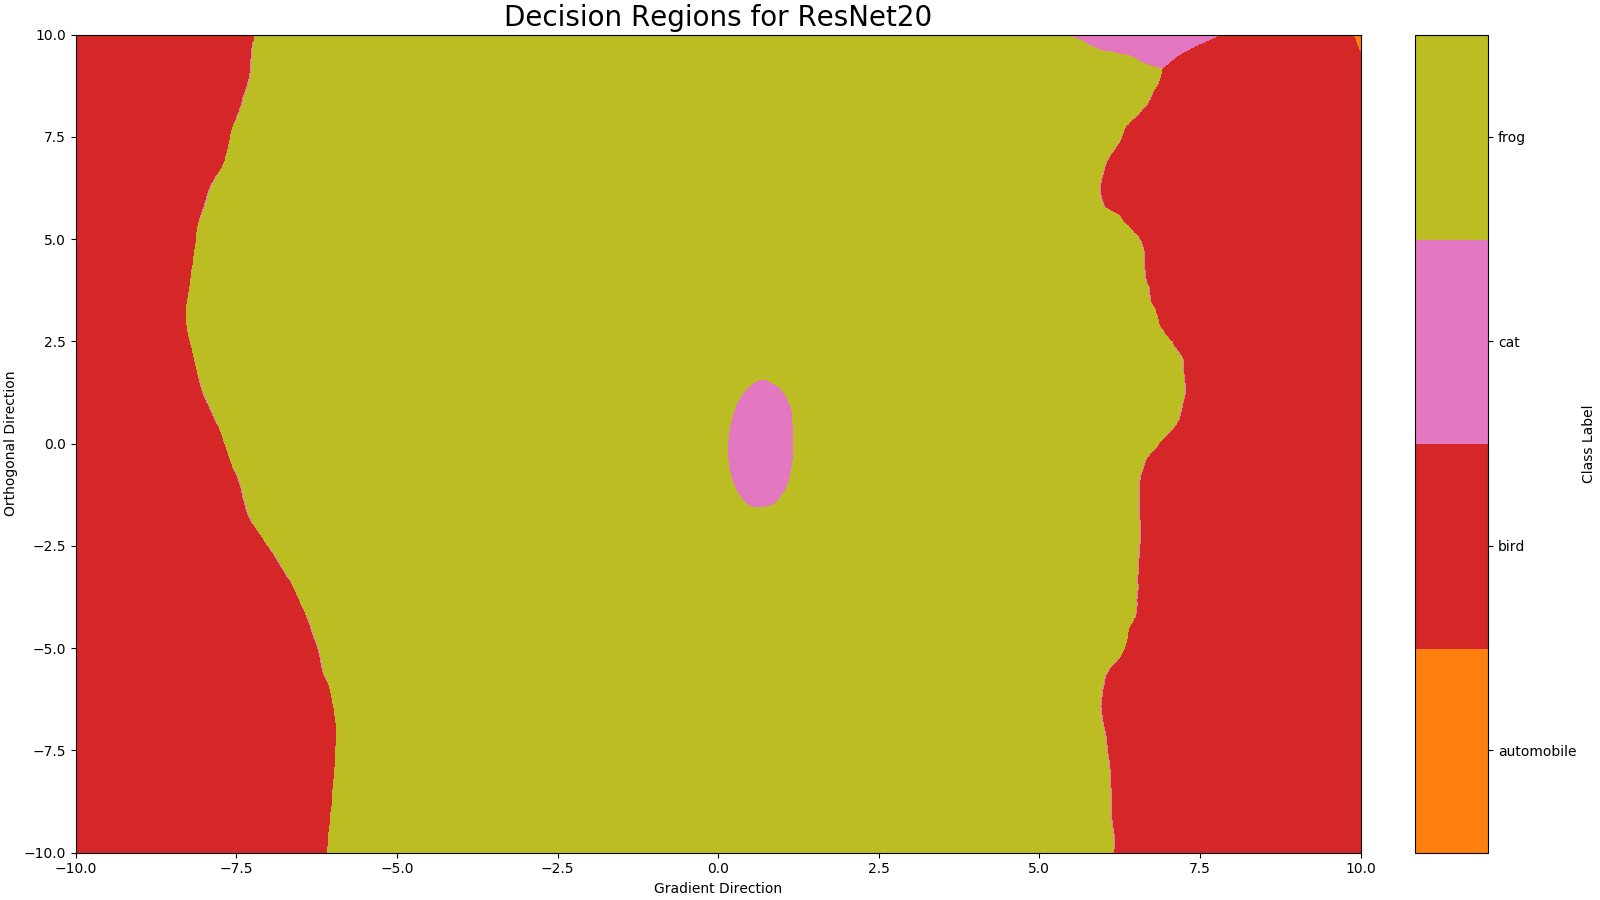 Decision Regions for ResNet20
10.0
7.5
5.0
2.5
0.0
−2.5
−5.0
−7.5
−10.0
Orthogonal Direction
−10.0 −7.5 −5.0 −2.5 0.0 2.5 5.0 7.5 10.0
Gradient Direction
frog
cat
bird
automobile
Class Label